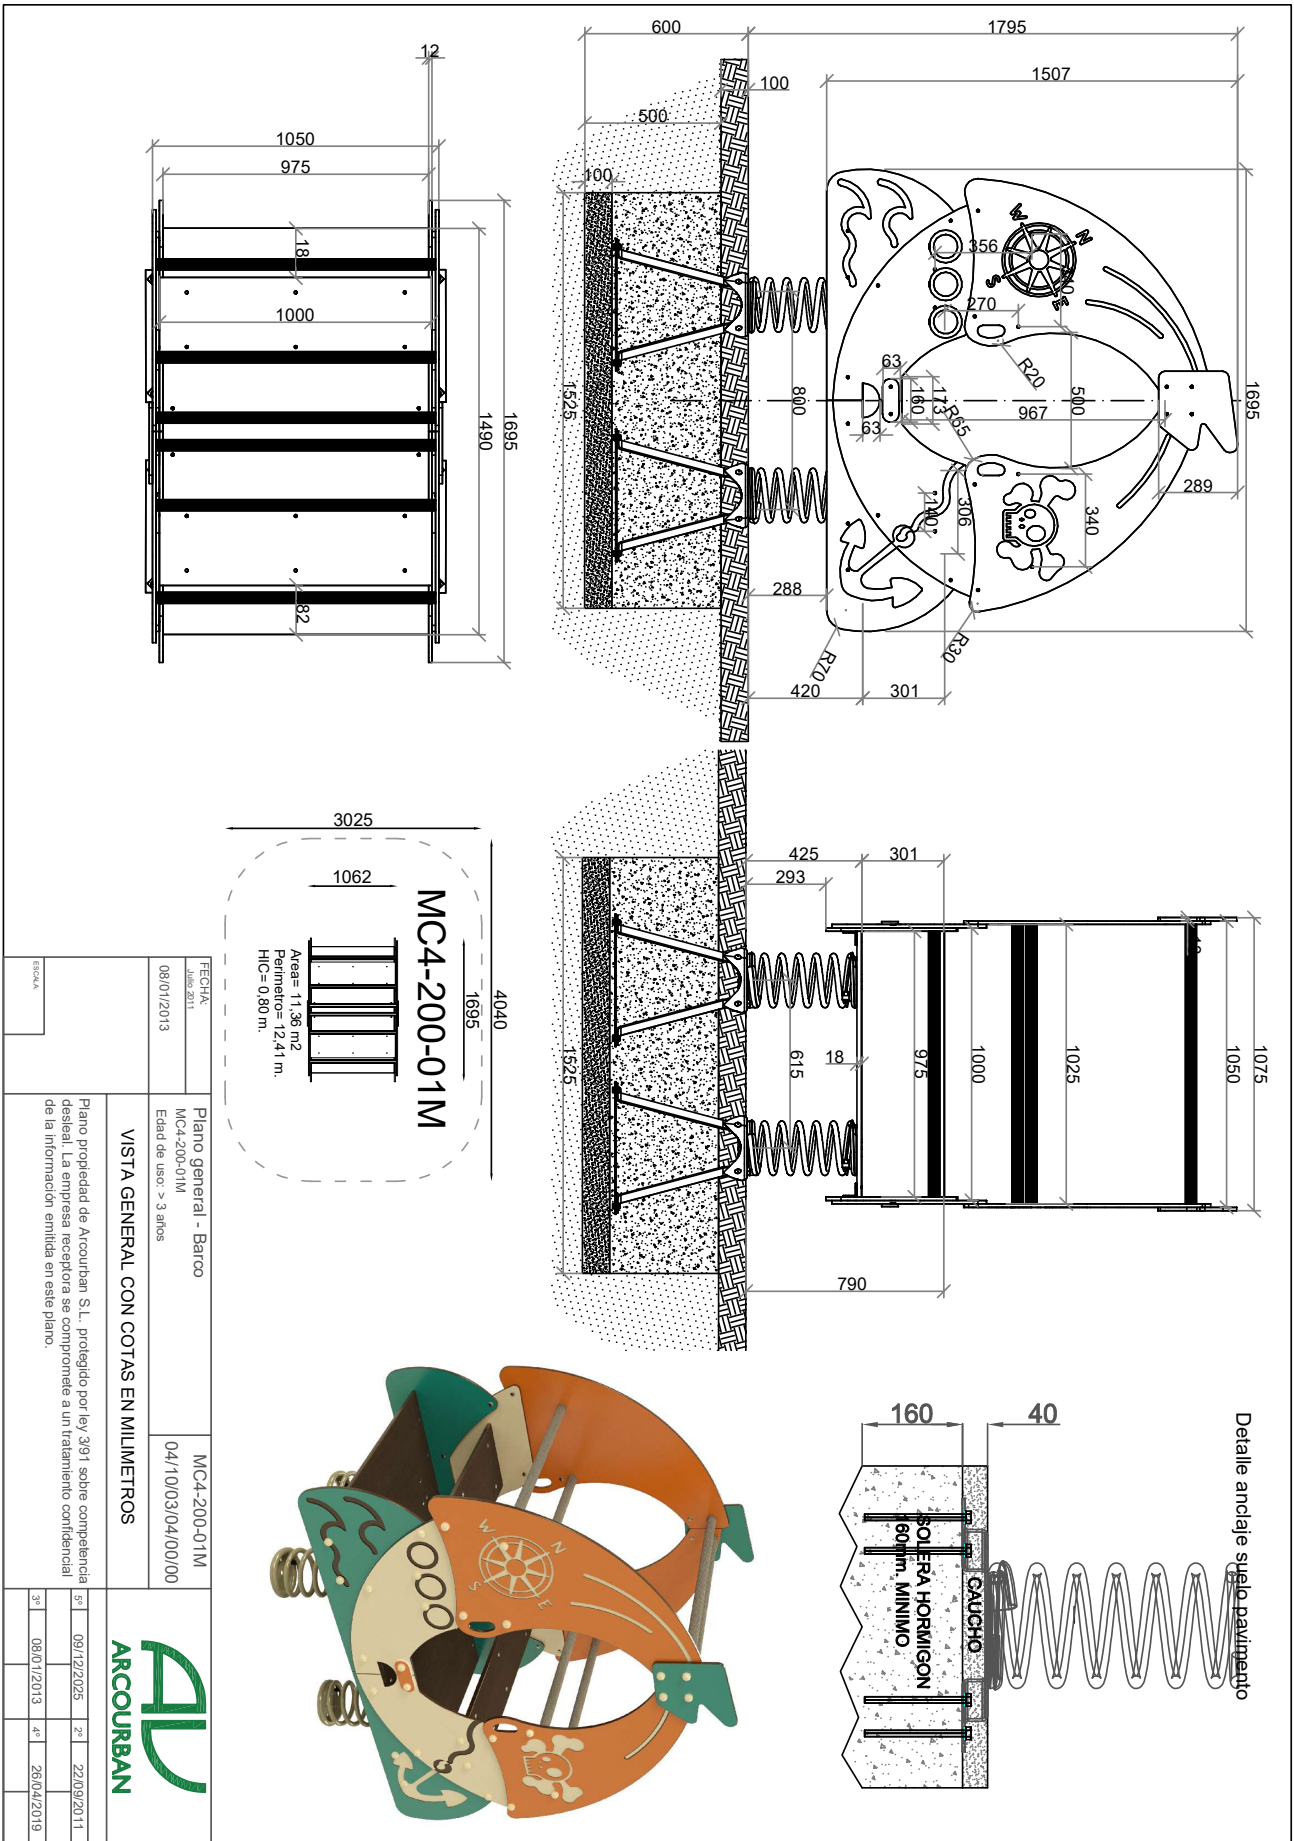 600
1795
100
1507
500
100
1525
356
270
R20
63
160
173
63
R65
967
500
800
1695
289
340
306
140
288
R30
R70
420
301
W
N
S
E
12
1050
975
18
1000
1490
1695
82
425
301
293
1525
615
18
975
1000
1025
1050
1075
790
Detalle anclaje suelo pavimento
160
40
SOLERA HORMIGON
160mm. MINIMO
CAUCHO
MC4-200-01M
4040
1695
3025
1062
Area= 11,36 m2
Perimetro= 12,41 m.
HIC= 0,80 m.
W
N
S
E
FECHA:
Julio 2011
08/01/2013
ESCALA:
Plano general - Barco
MC4-200-01M
Edad de uso: > 3 años
MC4-200-01M
04/10/03/04/00/00
VISTA GENERAL CON COTAS EN MILIMETROS
Plano propiedad de Arcourban S.L. protegido por ley 3/91 sobre competencia
desleal. La empresa receptora se compromete a un tratamiento confidencial
de la información emitida en este plano.
ARCOURBAN
5º 09/12/2025 2º 22/09/2011
3º 08/01/2013 4º 26/04/2019